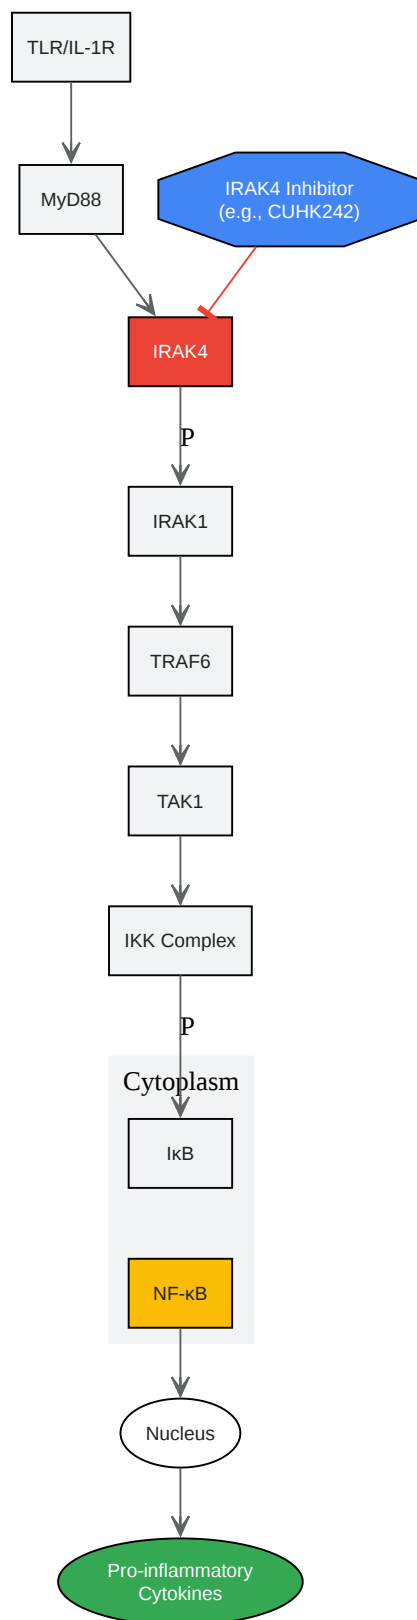 TLR/IL-1R
MyD88
IRAK4 Inhibitor
(e.g., CUHK242)
IRAK4
P
IRAK1
TRAF6
TAK1
IKK Complex
P
Cytoplasm
IκB
NF-κB
Nucleus
Pro-inflammatory
Cytokines